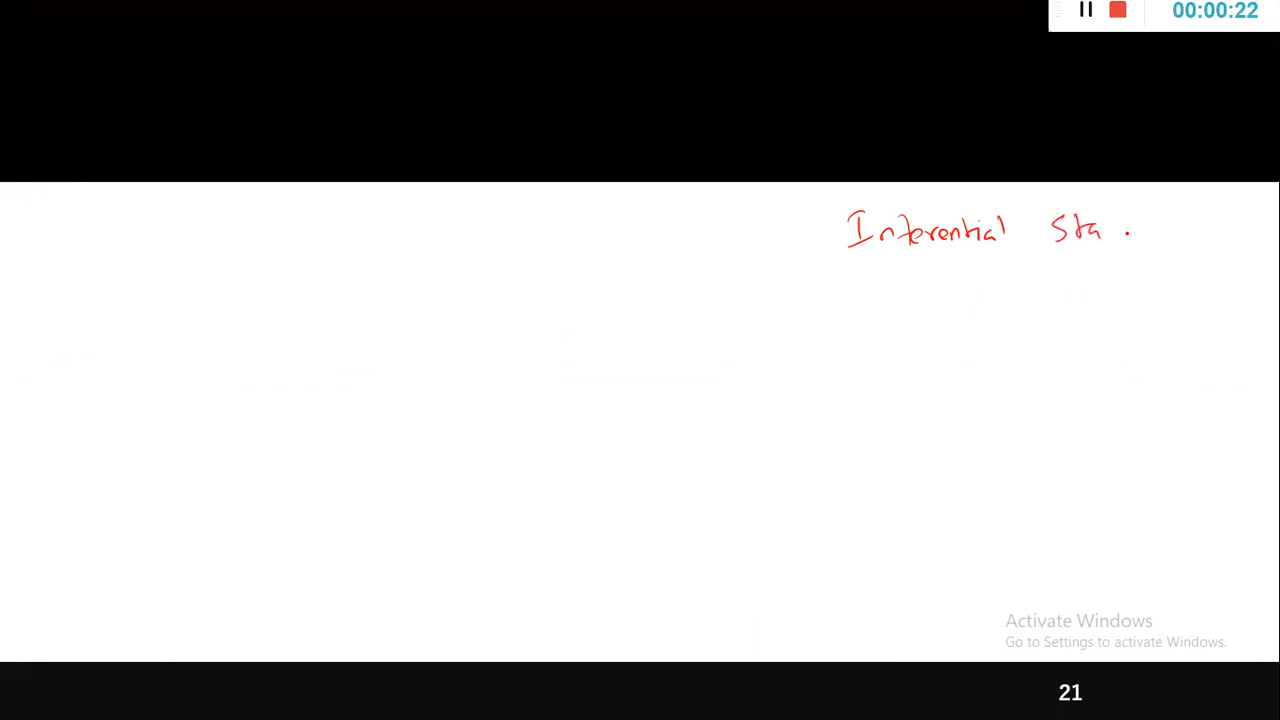 00:00:22
Inferential Sta.
Activate Windows
Go to Settings to activate Windows.
21